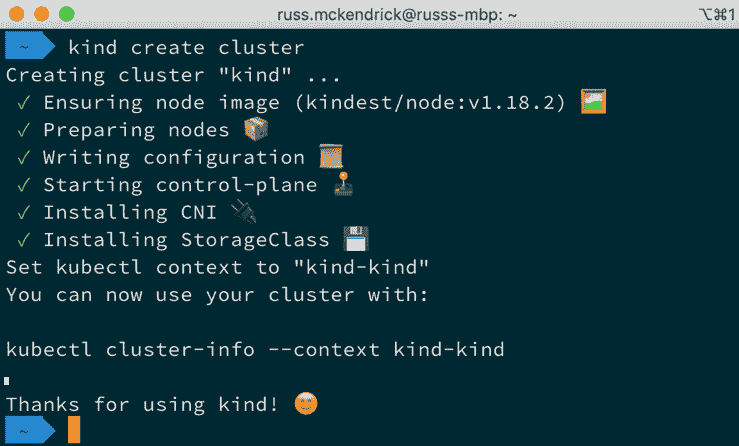 russ.mckendrick@russs-mbp: ~
⌥⌘1
~ kind create cluster
Creating cluster "kind" ...
✓ Ensuring node image (kindest/node:v1.18.2) 🖼
✓ Preparing nodes 📦
✓ Writing configuration 📜
✓ Starting control-plane 🕹
✓ Installing CNI 🔌
✓ Installing StorageClass 💾
Set kubectl context to "kind-kind"
You can now use your cluster with:
kubectl cluster-info --context kind-kind
Thanks for using kind! 😊
~